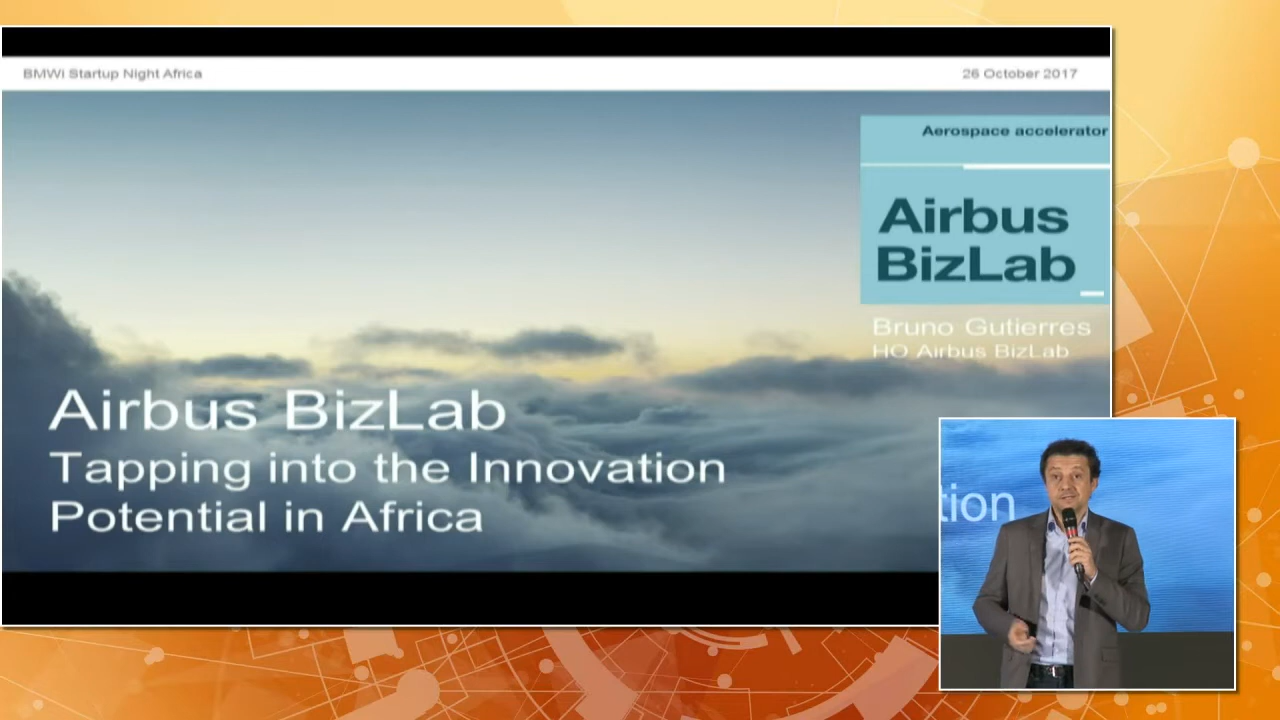 BMWi Startup Night Africa
26 October 2017
Aerospace accelerator
Airbus
BizLab
Bruno Gutierres
HO Airbus BizLab
Airbus BizLab
Tapping into the Innovation
Potential in Africa
tion